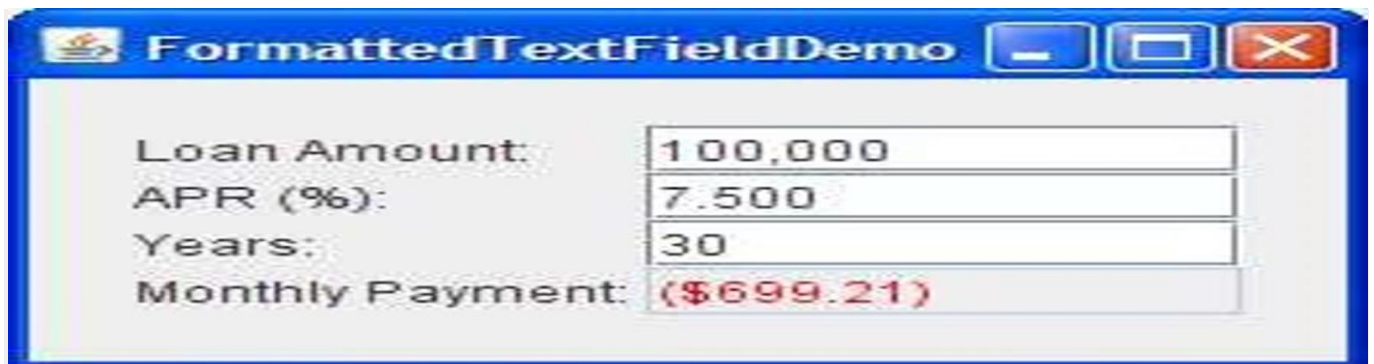 FormattedTextFieldDemo
Loan Amount: 100,000
APR (%): 7.500
Years: 30
Monthly Payment: ($699.21)